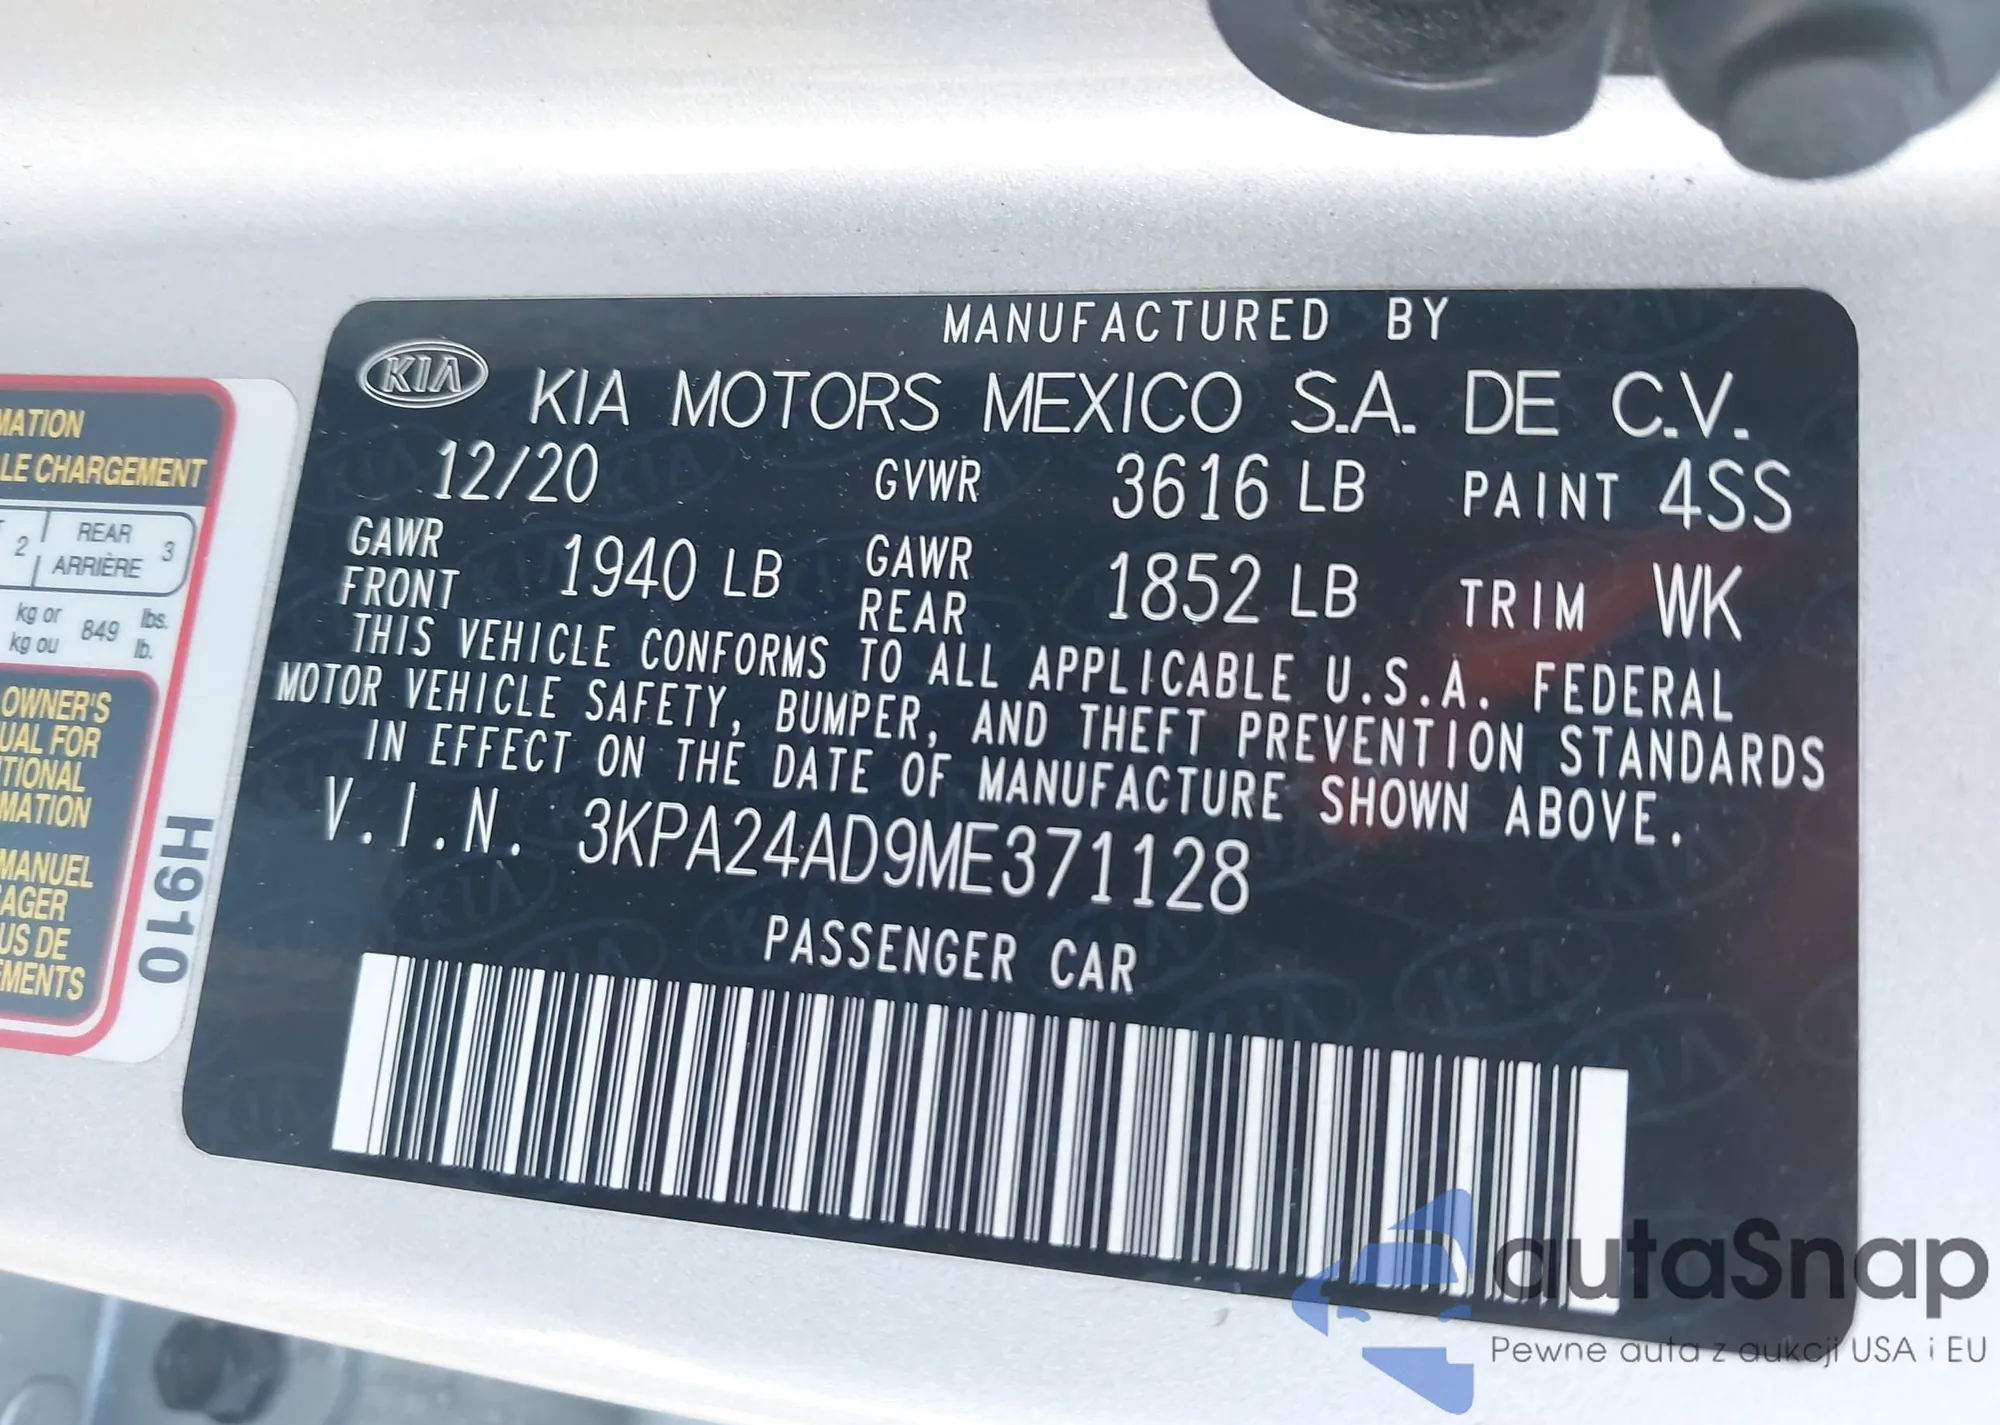 MANUFACTURED BY
KIA KIA MOTORS MEXICO S.A. DE C.V.
12/20 GVWR 3616 LB PAINT 4SS
GAWR FRONT 1940 LB GAWR REAR 1852 LB TRIM WK
THIS VEHICLE CONFORMS TO ALL APPLICABLE U.S.A. FEDERAL
MOTOR VEHICLE SAFETY, BUMPER, AND THEFT PREVENTION STANDARDS
IN EFFECT ON THE DATE OF MANUFACTURE SHOWN ABOVE.
V.I.N. 3KPA24AD9ME371128
PASSENGER CAR
MATION
LE CHARGEMENT
2 REAR ARRIÈRE 3
kg or kg ou 849 lbs. lb.
OWNER'S
UAL FOR
TIONAL
MATION
MANUEL
AGER
US DE
EMENTS
H910
autaSnap
Pewne auta z aukcji USA i EU